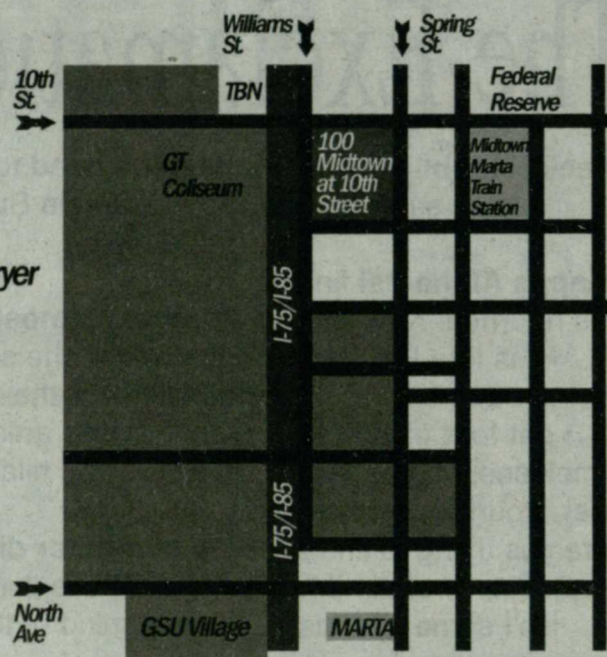 Williams
St.
Spring
St.
10th
St.
TBN
Federal
Reserve
GT
Coliseum
100
Midtown
at 10th
Street
Midtown
Marta
Train
Station
yer
I-75/I-85
I-75/I-85
North
Ave
GSU Village
MARTA